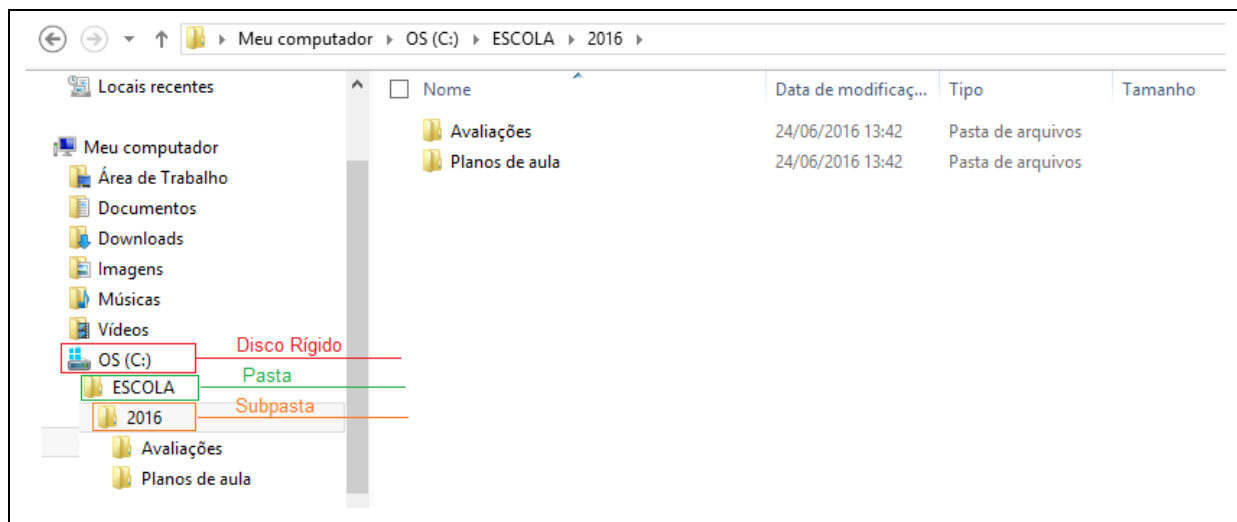 Meu computador OS (C:) ESCOLA 2016
Locais recentes
Meu computador
Área de Trabalho
Documentos
Downloads
Imagens
Músicas
Vídeos
OS (C:) Disco Rígido
ESCOLA Pasta
2016 Subpasta
Avaliações
Planos de aula
Nome Data de modificaç... Tipo Tamanho
Avaliações 24/06/2016 13:42 Pasta de arquivos
Planos de aula 24/06/2016 13:42 Pasta de arquivos